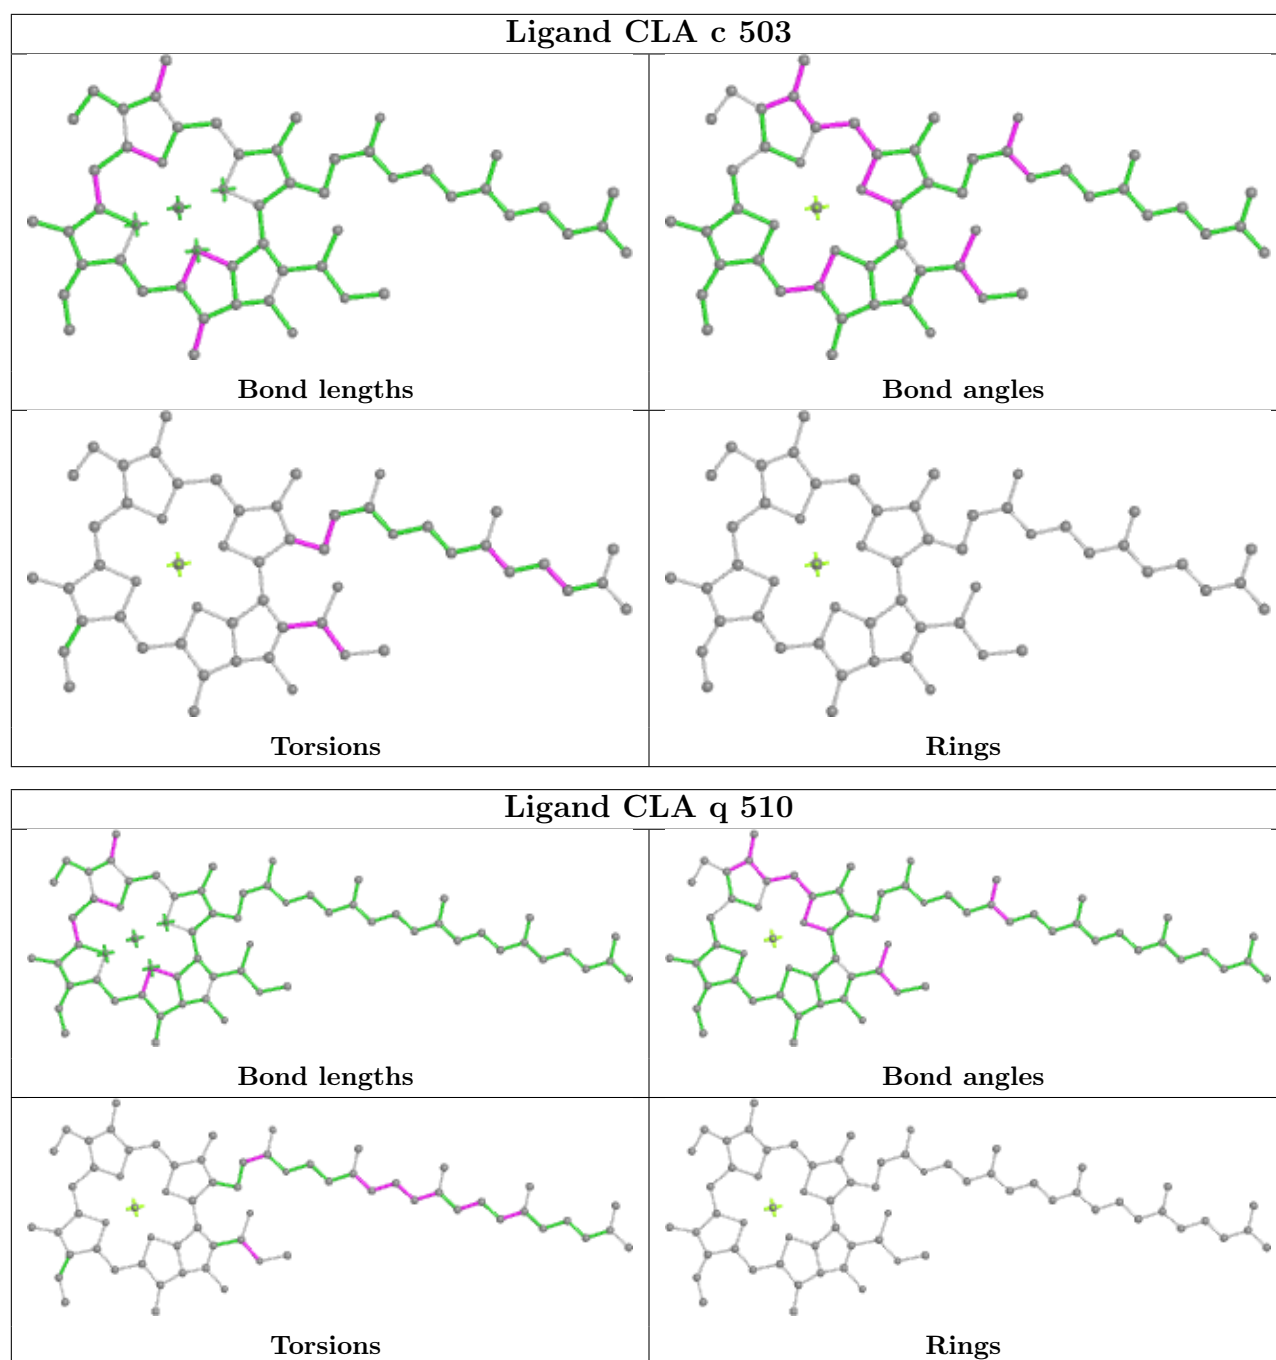 Ligand CLA c 503
Bond lengths
Bond angles
Torsions
Rings
Ligand CLA q 510
Bond lengths
Bond angles
Torsions
Rings